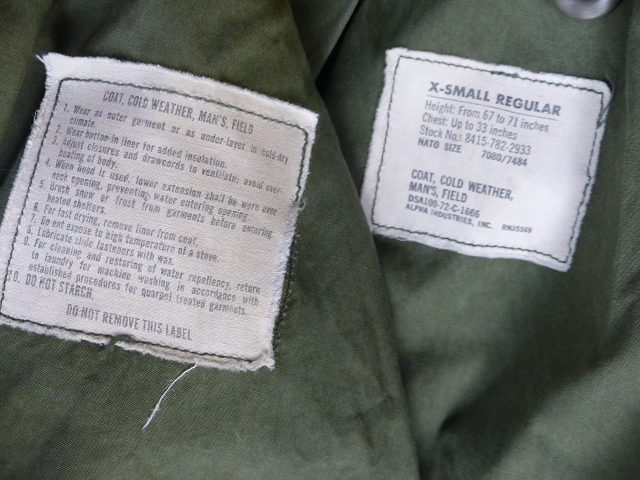 COAT, COLD WEATHER, MAN'S, FIELD
1. Wear as outer garment or as under-layer in cold-dry
climate.
2. Wear button-in liner for added insulation.
3. Adjust closures and drawcords to ventilate; avoid over-
heating of body.
4. When hood is used, lower extension shall be worn over
neck opening, preventing water entering opening.
5. Brush snow or frost from garments before entering
heated shelters.
6. For fast drying, remove liner from coat.
7. Do not expose to high temperature of a stove.
8. Lubricate slide fasteners with wax.
9. For cleaning and restoring of water repellency, return
to laundry for machine washing in accordance with
established procedures for quarpel treated garments.
10. DO NOT STARCH.
DO NOT REMOVE THIS LABEL
X-SMALL REGULAR
Height: From 67 to 71 inches
Chest: Up to 33 inches
Stock No.: 8415-782-2933
NATO SIZE 7080/7484
COAT, COLD WEATHER,
MAN'S, FIELD
DSA100-72-C-1666
ALPHA INDUSTRIES, INC. RN35569